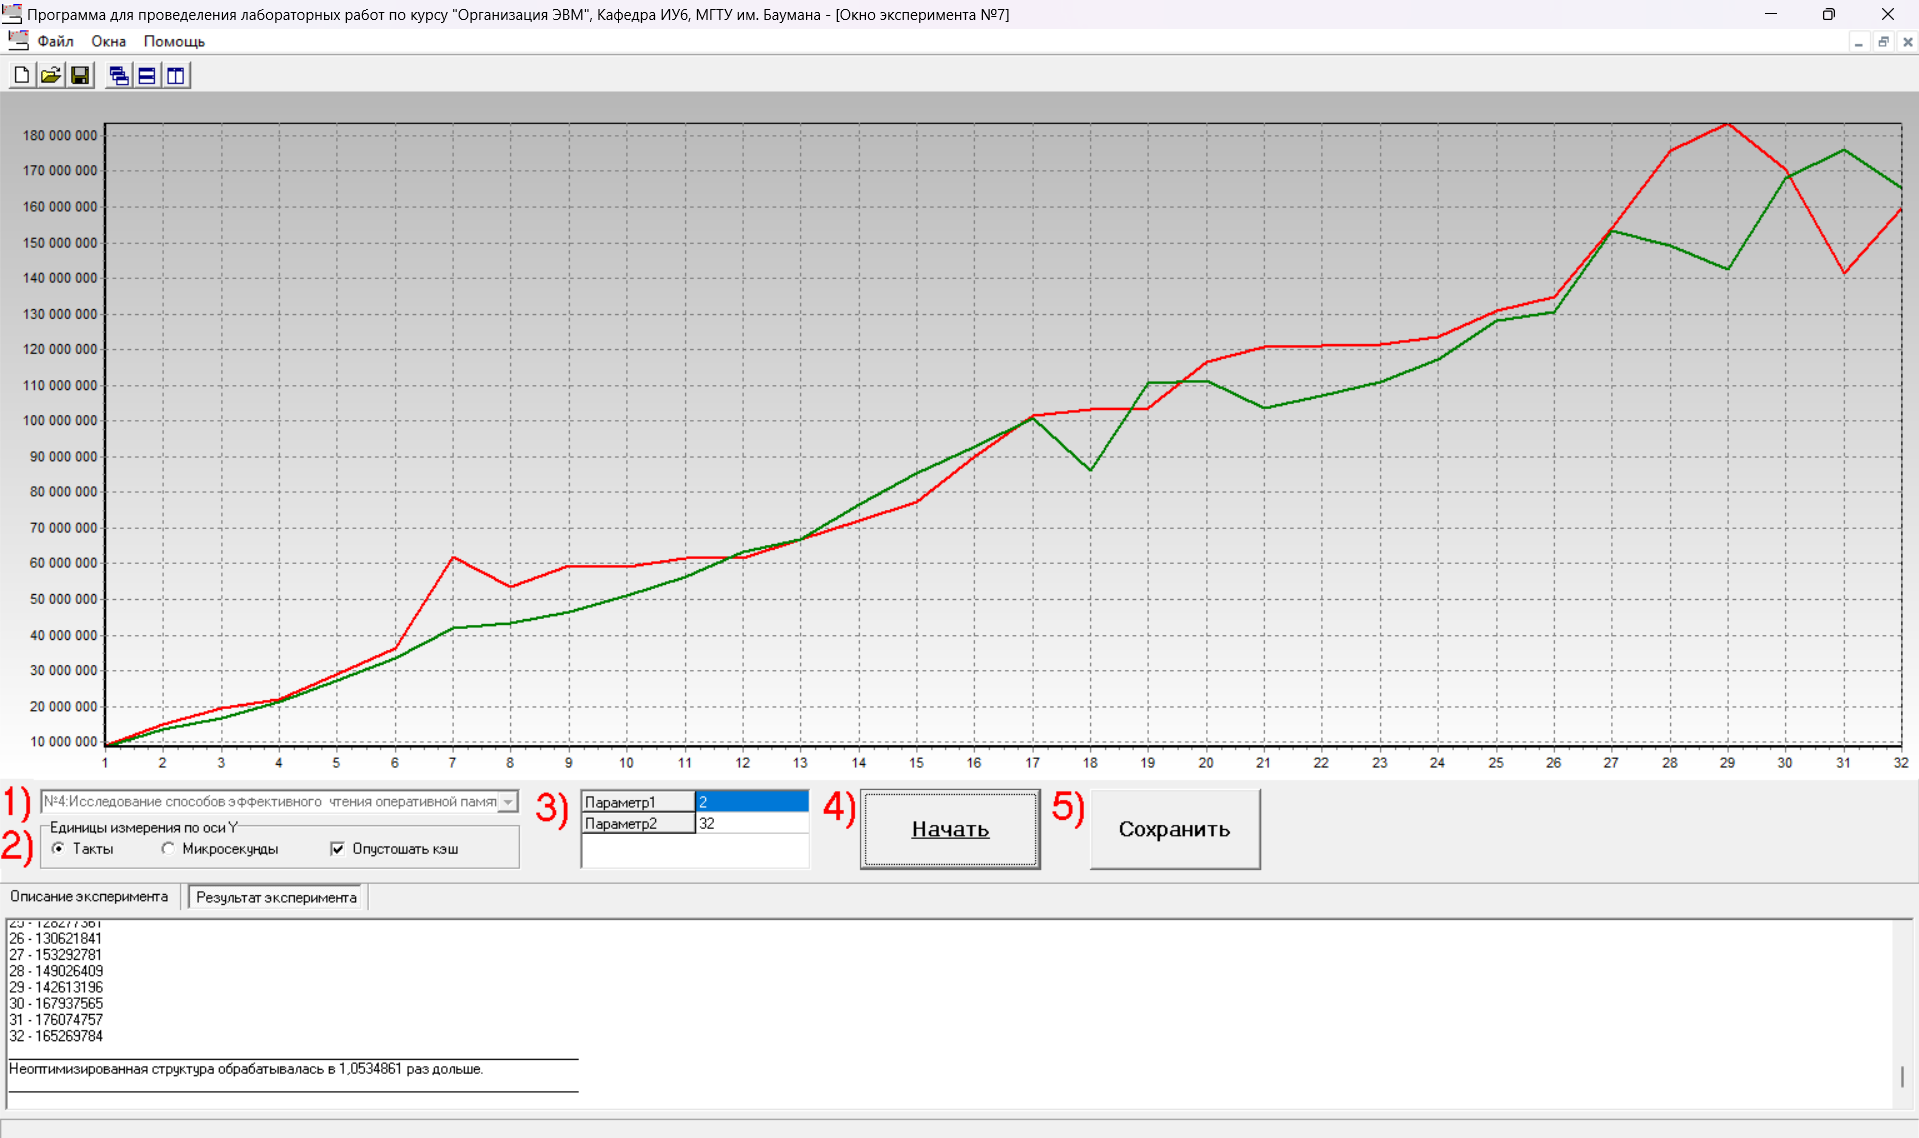 Программа для проведения лабораторных работ по курсу "Организация ЭВМ", Кафедра ИУ6, МГТУ им. Баумана - [Окно эксперимента №7]
Файл Окна Помощь
180 000 000
170 000 000
160 000 000
150 000 000
140 000 000
130 000 000
120 000 000
110 000 000
100 000 000
90 000 000
80 000 000
70 000 000
60 000 000
50 000 000
40 000 000
30 000 000
20 000 000
10 000 000
1 2 3 4 5 6 7 8 9 10 11 12 13 14 15 16 17 18 19 20 21 22 23 24 25 26 27 28 29 30 31 32
1) №4:Исследование способов эффективного чтения оперативной памят
2) Единицы измерения по оси Y
Такты Микросекунды Опустошать кэш
3) Параметр1 2
Параметр2 32
4) Начать
5) Сохранить
Описание эксперимента Результат эксперимента
25 - 128277361
26 - 130621841
27 - 153292781
28 - 149026409
29 - 142613196
30 - 167937565
31 - 176074757
32 - 165269784
Неоптимизированная структура обрабатывалась в 1,0534861 раз дольше.